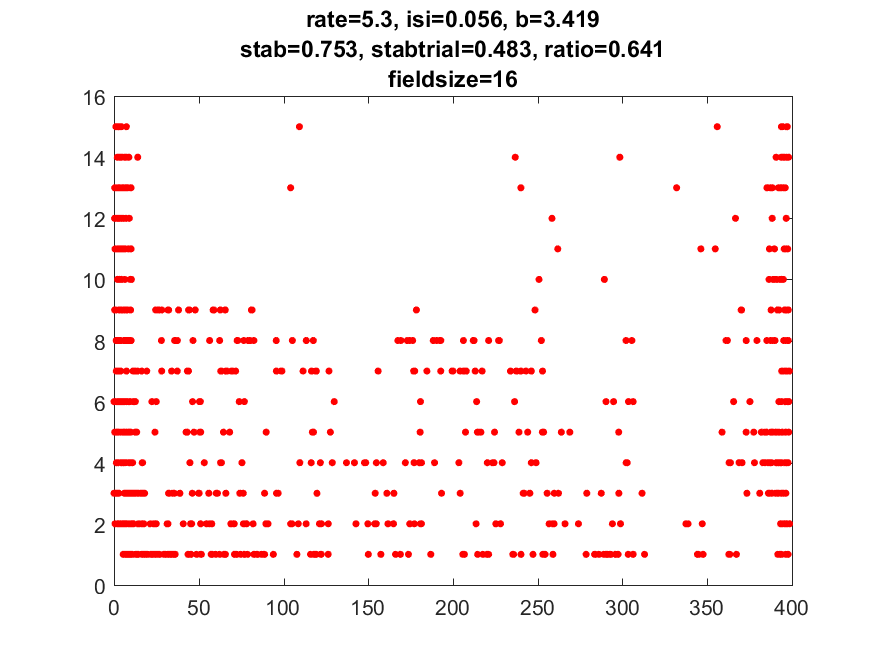 rate=5.3, isi=0.056, b=3.419
stab=0.753, stabtrial=0.483, ratio=0.641
fieldsize=16
16
14
12
10
8
6
4
2
0
0 50 100 150 200 250 300 350 400